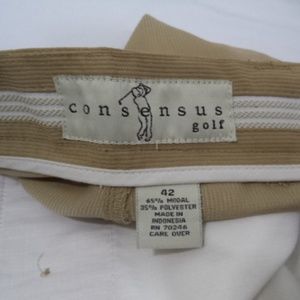 consensus
golf
42
65% MODAL
35% POLYESTER
MADE IN
INDONESIA
RN 70246
CARE OVER